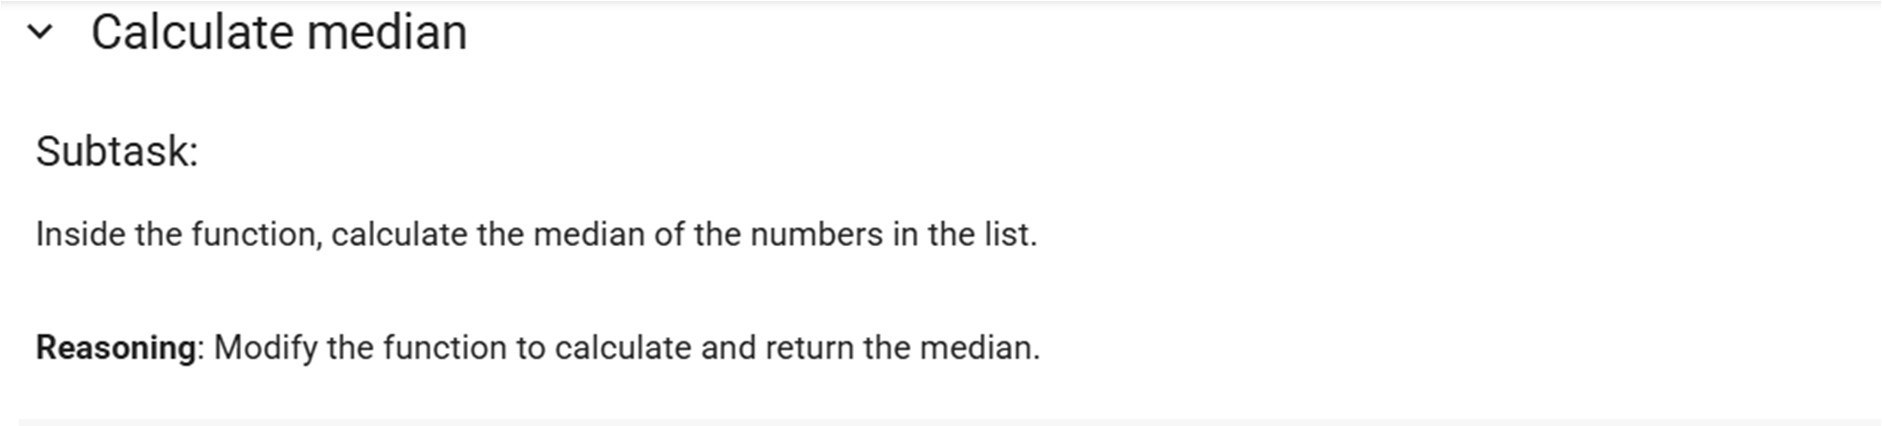 Calculate median
Subtask:
Inside the function, calculate the median of the numbers in the list.
Reasoning: Modify the function to calculate and return the median.